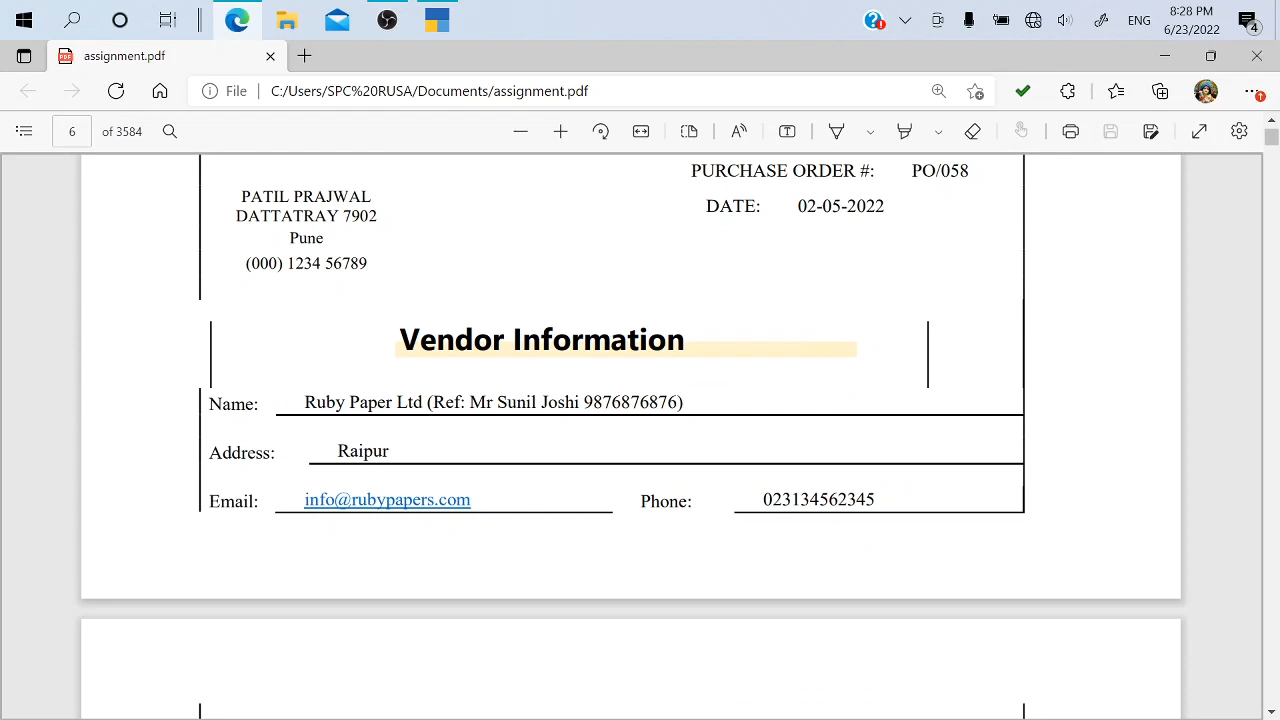 ENG
8:28 PM
6/23/2022
4
assignment.pdf
File
C:/Users/SPC%20RUSA/Documents/assignment.pdf
6
of 3584
PURCHASE ORDER #: PO/058
PATIL PRAJWAL
DATTATRAY 7902
DATE: 02-05-2022
Pune
(000) 1234 56789
Vendor Information
Name: Ruby Paper Ltd (Ref: Mr Sunil Joshi 9876876876)
Address: Raipur
Email: info@rubypapers.com Phone: 023134562345